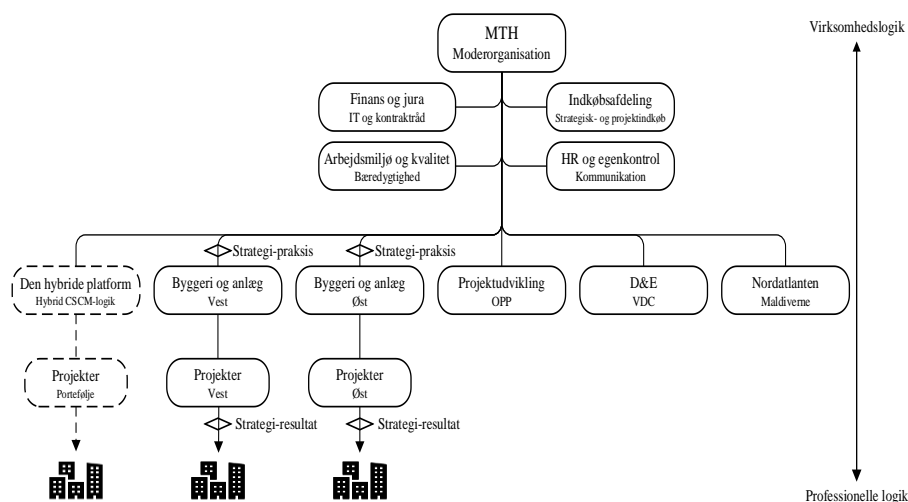 Virksomhedslogik
MTH
Moderorganisation
Finans og jura
IT og kontraktråd
Indkøbsafdeling
Strategisk- og projektindkøb
Arbejdsmiljø og kvalitet
Bæredygtighed
HR og egenkontrol
Kommunikation
Strategi-praksis
Strategi-praksis
Den hybride platform
Hybrid CSCM-logik
Byggeri og anlæg
Vest
Byggeri og anlæg
Øst
Projektudvikling
OPP
D&E
VDC
Nordatlanten
Maldiverne
Projekter
Portefølje
Projekter
Vest
Projekter
Øst
Strategi-resultat
Strategi-resultat
Professionelle logik